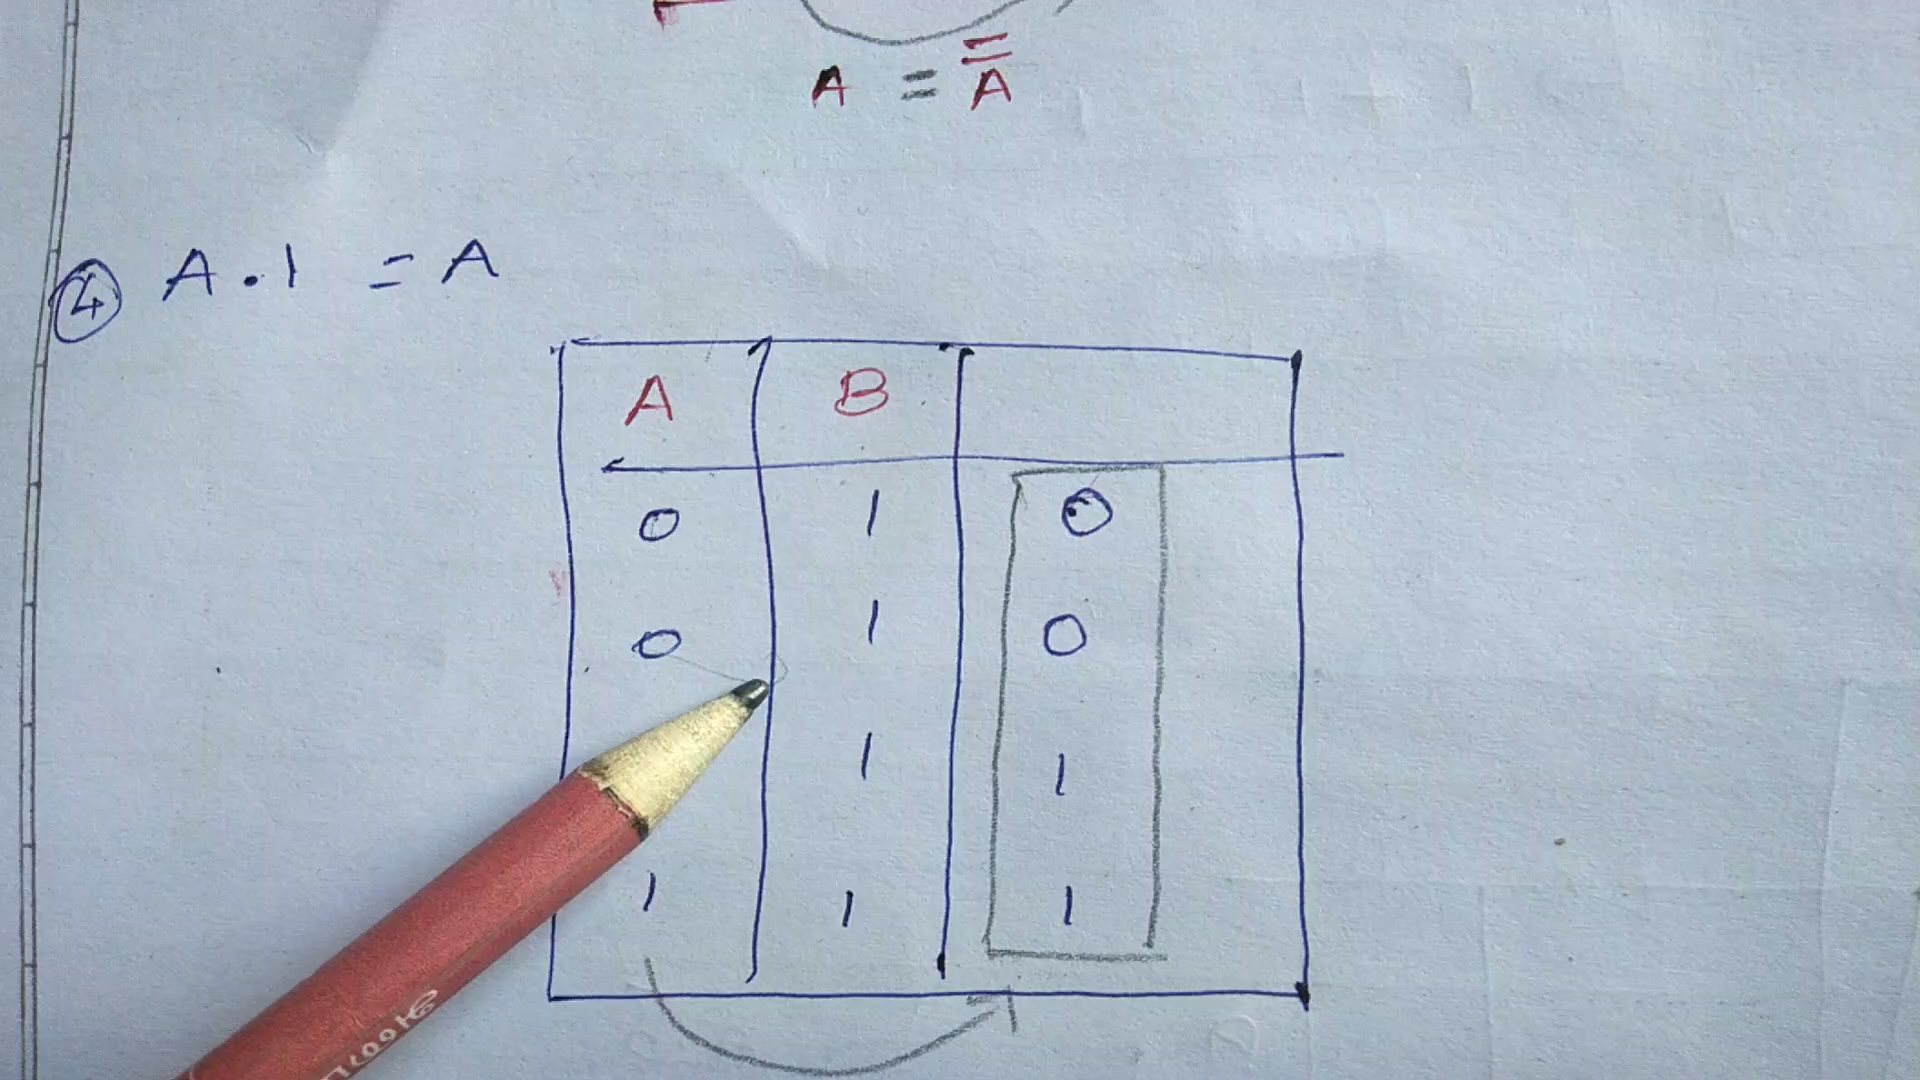 A = A̿
④ A . 1 = A
A B
0 1 0
0 1 0
1 1
1 1 1